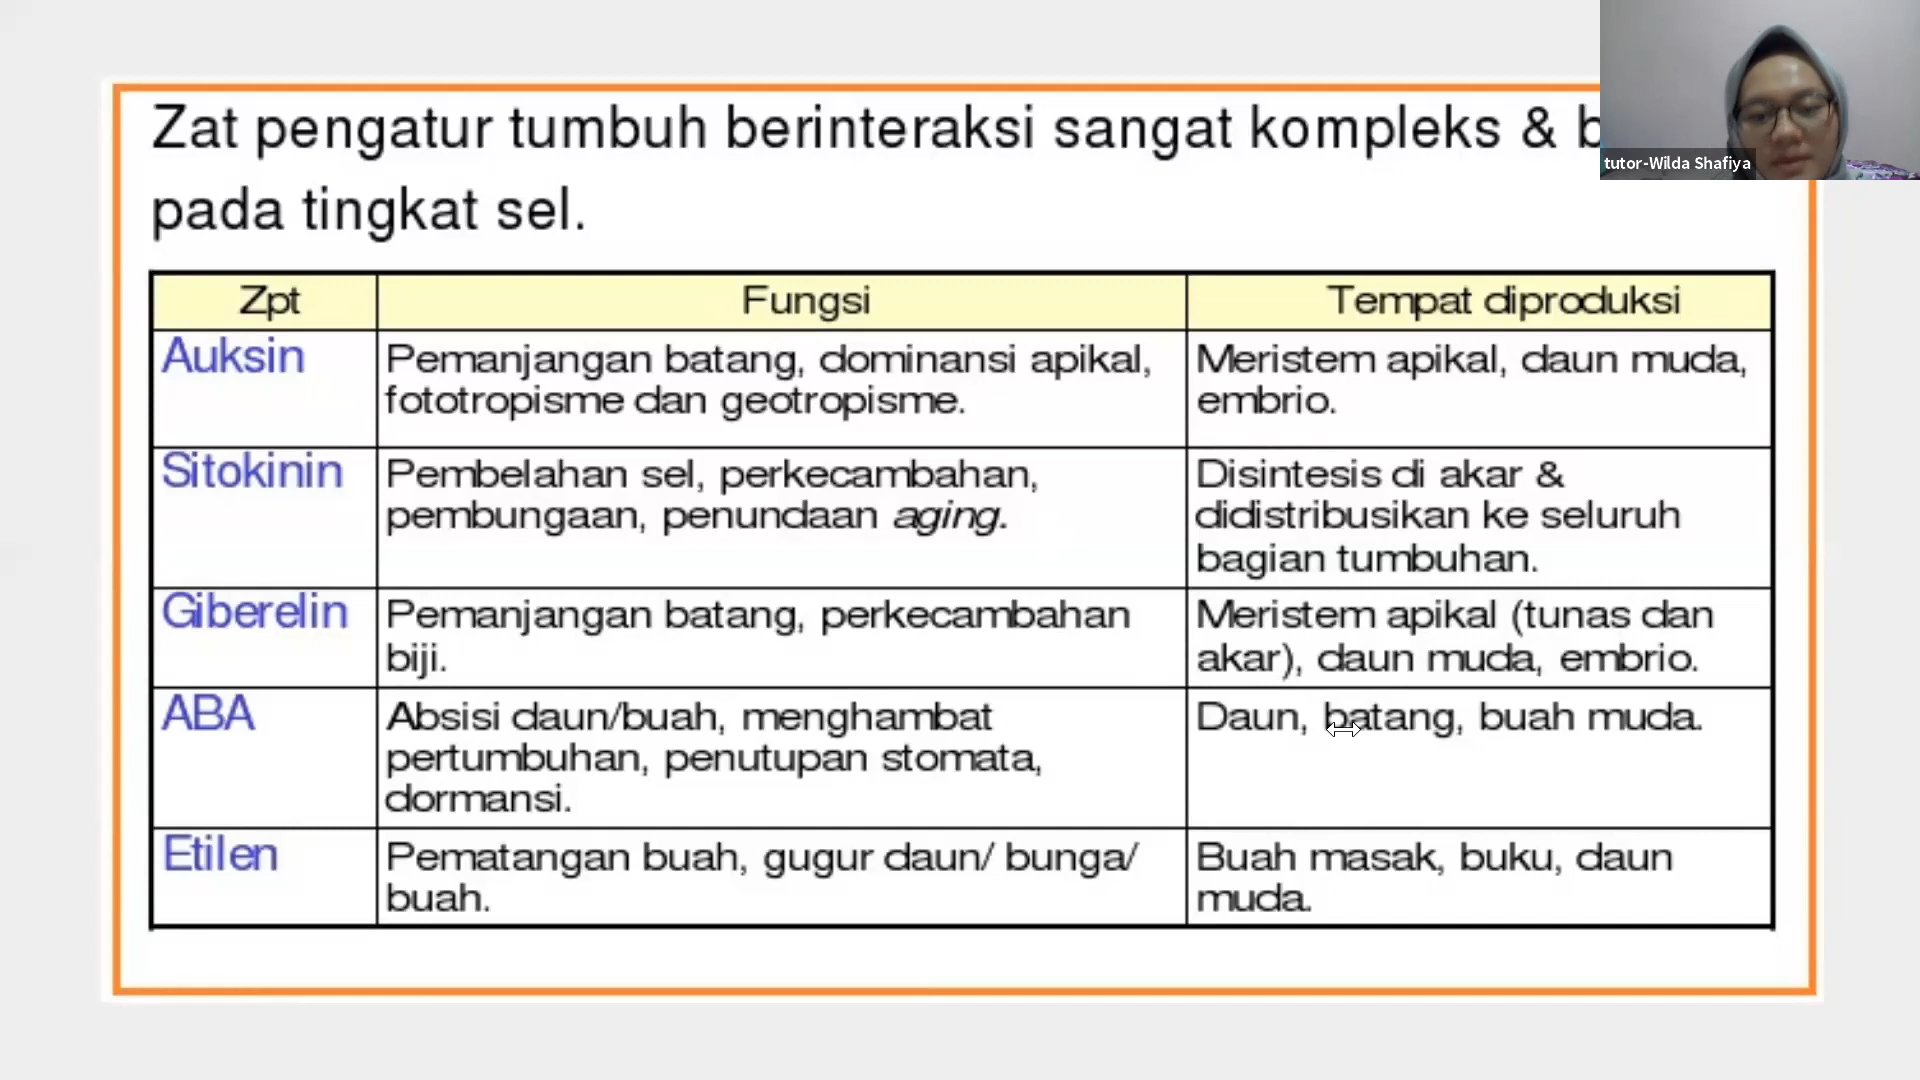 Zat pengatur tumbuh berinteraksi sangat kompleks &
pada tingkat sel.
tutor-Wilda Shafiya
Zpt
Fungsi
Tempat diproduksi
Auksin
Pemanjangan batang, dominansi apikal,
fototropisme dan geotropisme.
Meristem apikal, daun muda,
embrio.
Sitokinin
Pembelahan sel, perkecambahan,
pembungaan, penundaan aging.
Disintesis di akar &
didistribusikan ke seluruh
bagian tumbuhan.
Giberelin
Pemanjangan batang, perkecambahan
biji.
Meristem apikal (tunas dan
akar), daun muda, embrio.
ABA
Absisi daun/buah, menghambat
pertumbuhan, penutupan stomata,
dormansi.
Daun, batang, buah muda.
Etilen
Pematangan buah, gugur daun/ bunga/
buah.
Buah masak, buku, daun
muda.